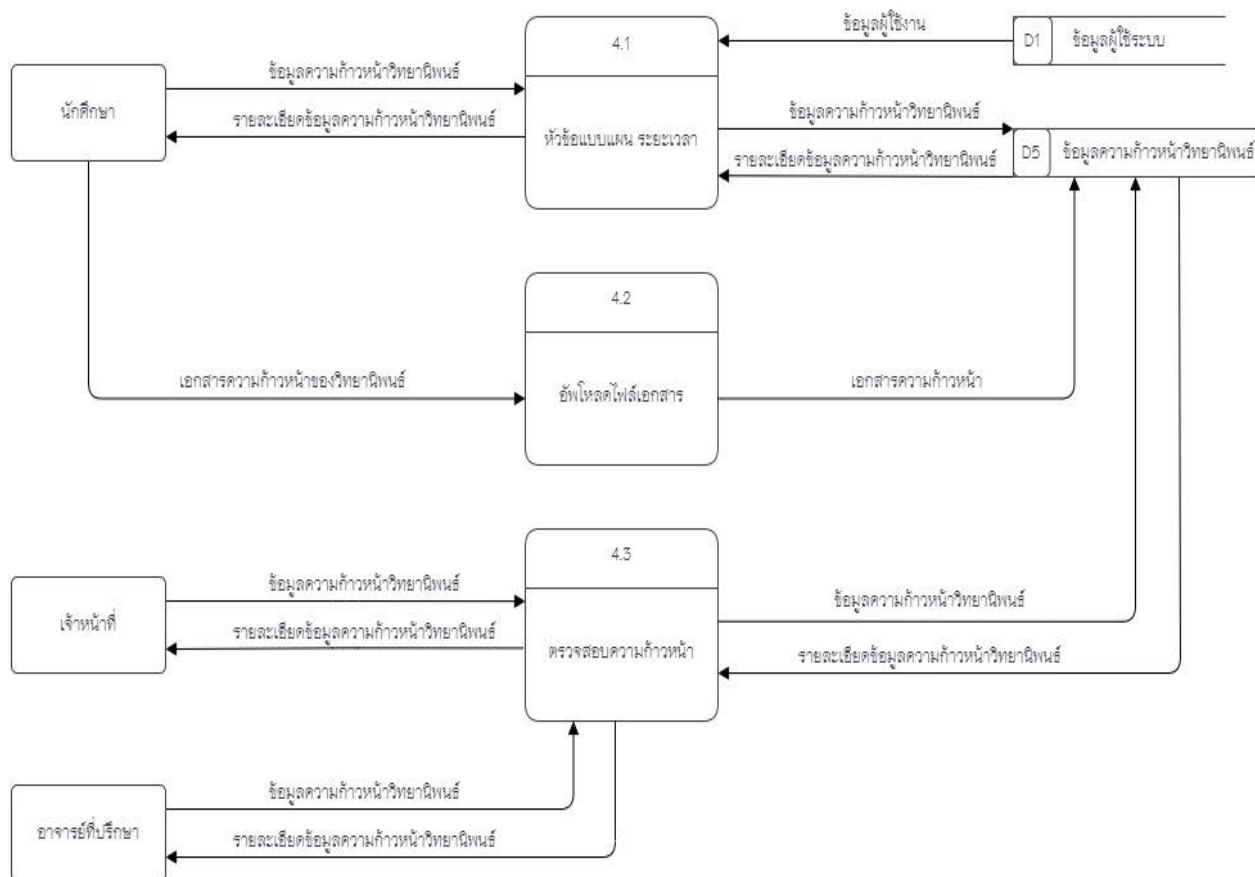 ข้อมูลผู้ใช้งาน
4.1
D1 ข้อมูลผู้ใช้ระบบ
ข้อมูลความก้าวหน้าวิทยานิพนธ์
นักศึกษา
รายละเอียดข้อมูลความก้าวหน้าวิทยานิพนธ์
หัวข้อแบบแผน ระยะเวลา
ข้อมูลความก้าวหน้าวิทยานิพนธ์
D5 ข้อมูลความก้าวหน้าวิทยานิพนธ์
รายละเอียดข้อมูลความก้าวหน้าวิทยานิพนธ์
4.2
เอกสารความก้าวหน้าของวิทยานิพนธ์
อัพโหลดไฟล์เอกสาร
เอกสารความก้าวหน้า
4.3
ข้อมูลความก้าวหน้าวิทยานิพนธ์
เจ้าหน้าที่
รายละเอียดข้อมูลความก้าวหน้าวิทยานิพนธ์
ตรวจสอบความก้าวหน้า
ข้อมูลความก้าวหน้าวิทยานิพนธ์
รายละเอียดข้อมูลความก้าวหน้าวิทยานิพนธ์
ข้อมูลความก้าวหน้าวิทยานิพนธ์
อาจารย์ที่ปรึกษา
รายละเอียดข้อมูลความก้าวหน้าวิทยานิพนธ์